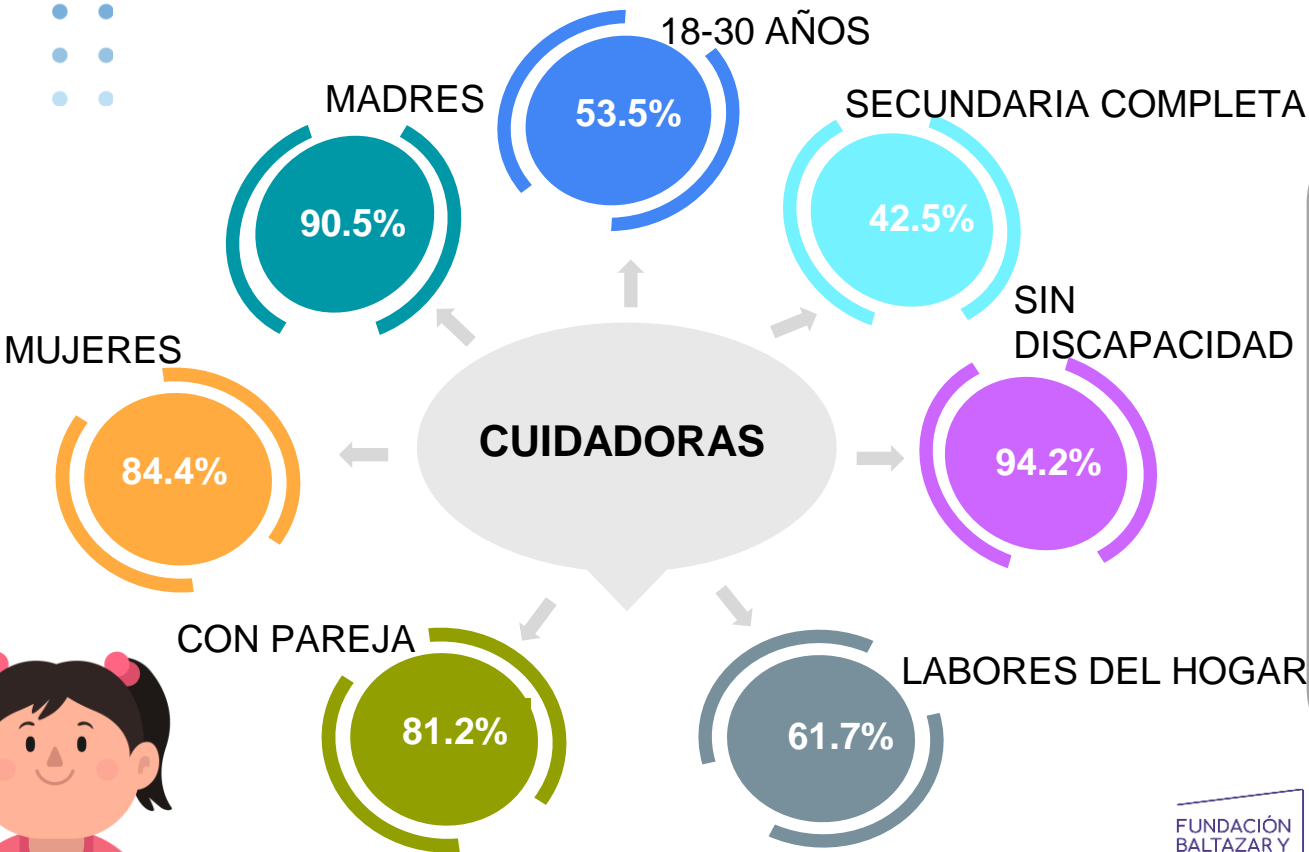 18-30 AÑOS
53.5%
MADRES
90.5%
SECUNDARIA COMPLETA
42.5%
MUJERES
84.4%
SIN
DISCAPACIDAD
94.2%
CUIDADORAS
CON PAREJA
81.2%
LABORES DEL HOGAR
61.7%
FUNDACIÓN
BALTAZAR Y